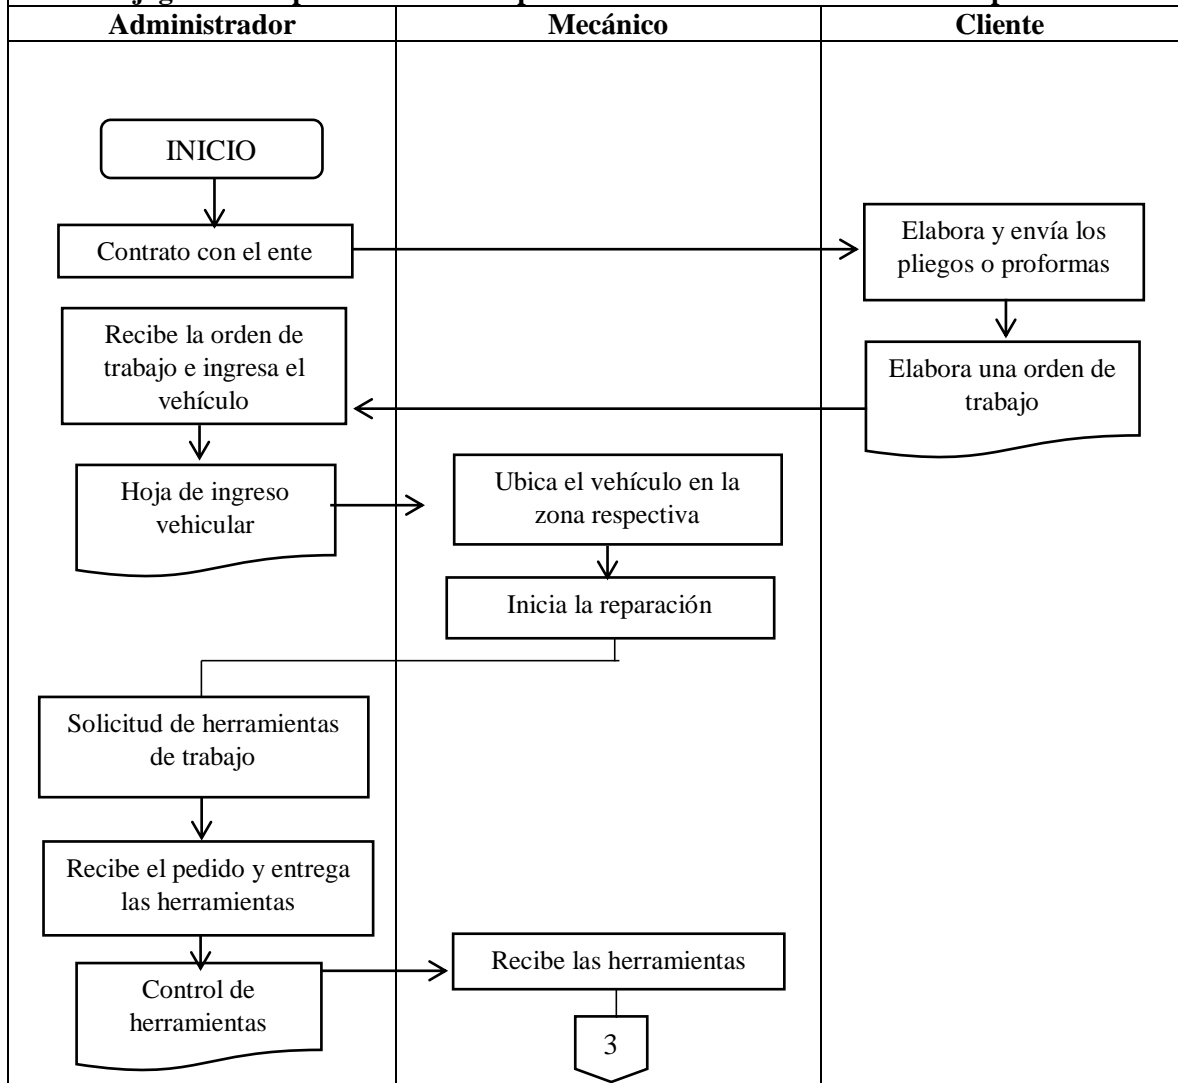 Administrador
Mecánico
Cliente
INICIO
Contrato con el ente
Elabora y envía los
pliegos o proformas
Recibe la orden de
trabajo e ingresa el
vehículo
Elabora una orden de
trabajo
Hoja de ingreso
vehicular
Ubica el vehículo en la
zona respectiva
Inicia la reparación
Solicitud de herramientas
de trabajo
Recibe el pedido y entrega
las herramientas
Control de
herramientas
Recibe las herramientas
3